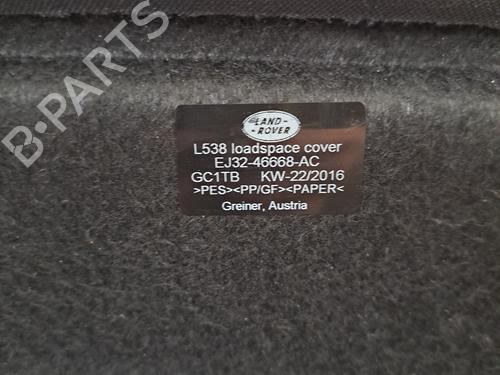 B-PARTS
LAND-
-ROVER
L538 loadspace cover
EJ32-46668-AC
GC1TB KW-22/2016
>PES><PP/GF><PAPER<
Greiner, Austria
B-PARTS